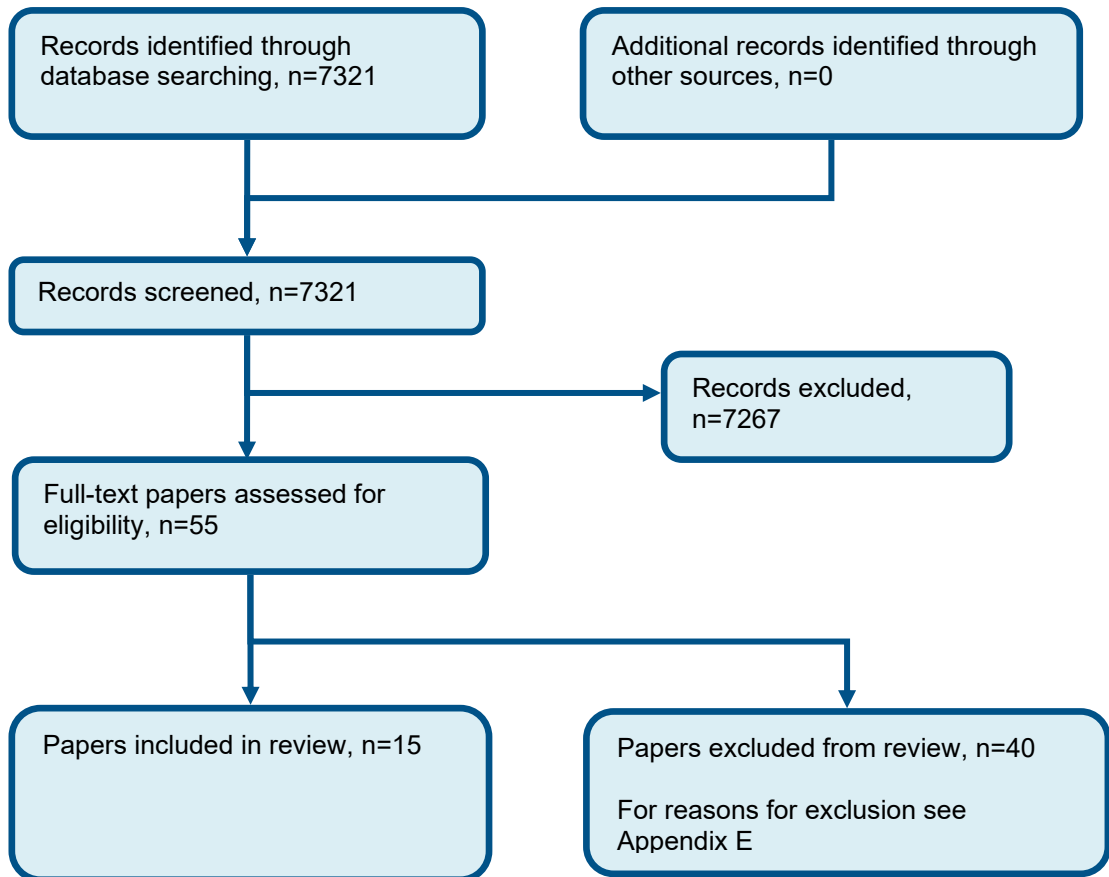 Records identified through
database searching, n=7321
Additional records identified through
other sources, n=0
Records screened, n=7321
Records excluded,
n=7267
Full-text papers assessed for
eligibility, n=55
Papers included in review, n=15
Papers excluded from review, n=40
For reasons for exclusion see
Appendix E